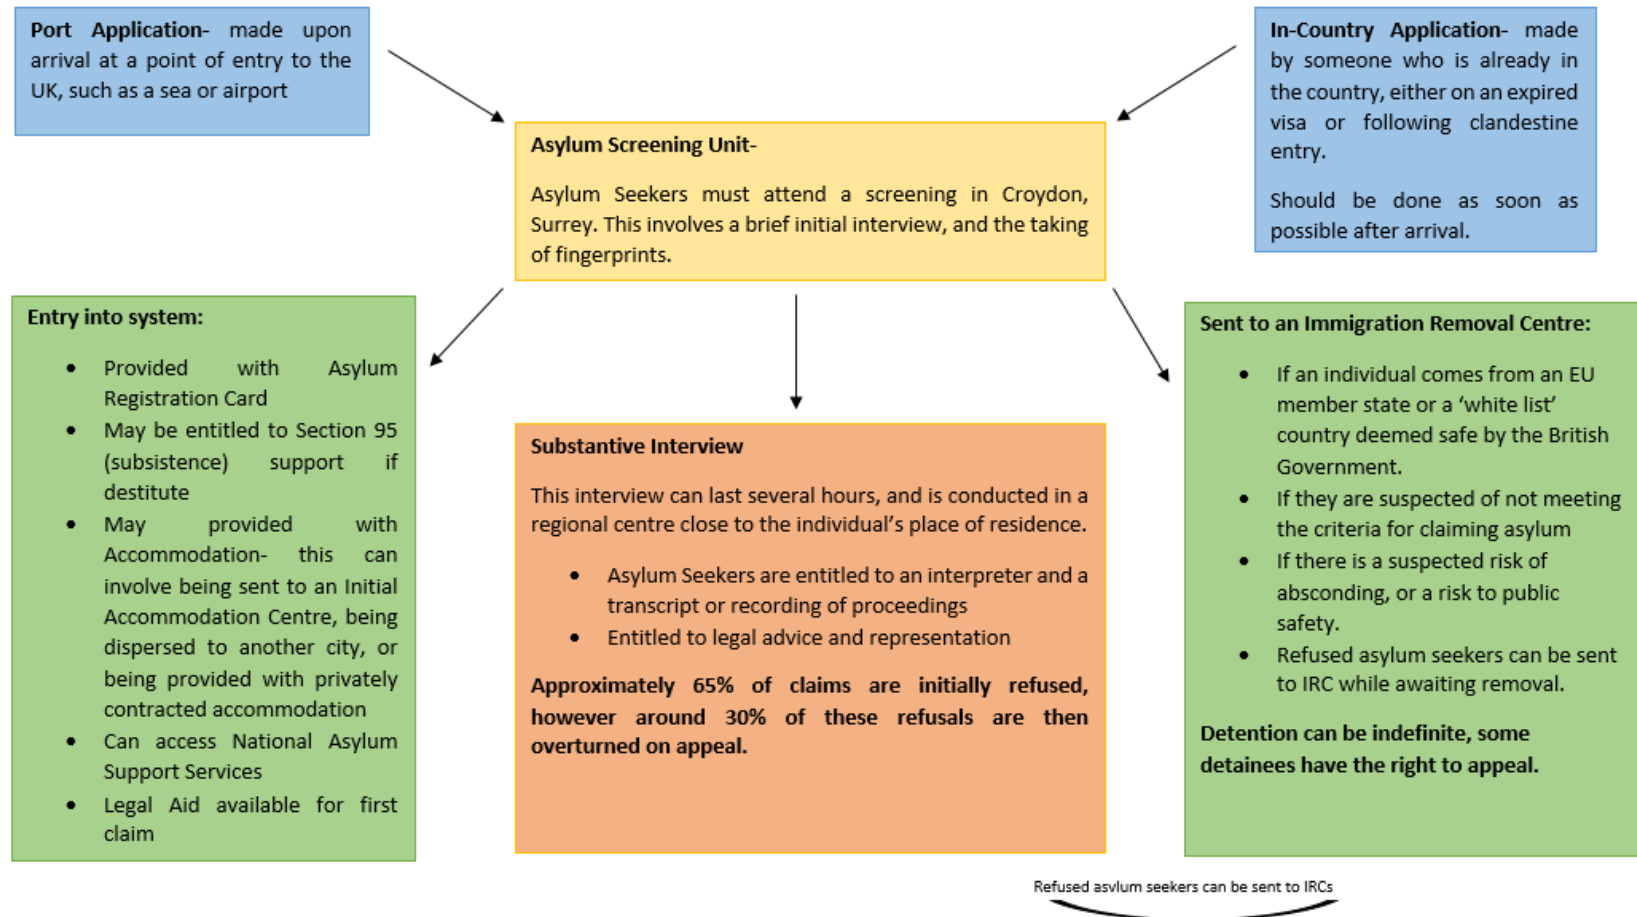 Port Application- made upon
arrival at a point of entry to the
UK, such as a sea or airport
In-Country Application- made
by someone who is already in
the country, either on an expired
visa or following clandestine
entry.
Should be done as soon as
possible after arrival.
Asylum Screening Unit-
Asylum Seekers must attend a screening in Croydon,
Surrey. This involves a brief initial interview, and the taking
of fingerprints.
Entry into system:
• Provided with Asylum
Registration Card
• May be entitled to Section 95
(subsistence) support if
destitute
• May provided with
Accommodation- this can
involve being sent to an Initial
Accommodation Centre, being
dispersed to another city, or
being provided with privately
contracted accommodation
• Can access National Asylum
Support Services
• Legal Aid available for first
claim
Substantive Interview
This interview can last several hours, and is conducted in a
regional centre close to the individual's place of residence.
• Asylum Seekers are entitled to an interpreter and a
transcript or recording of proceedings
• Entitled to legal advice and representation
Approximately 65% of claims are initially refused,
however around 30% of these refusals are then
overturned on appeal.
Sent to an Immigration Removal Centre:
• If an individual comes from an EU
member state or a ‘white list’
country deemed safe by the British
Government.
• If they are suspected of not meeting
the criteria for claiming asylum
• If there is a suspected risk of
absconding, or a risk to public
safety.
• Refused asylum seekers can be sent
to IRC while awaiting removal.
Detention can be indefinite, some
detainees have the right to appeal.
Refused asylum seekers can be sent to IRCs